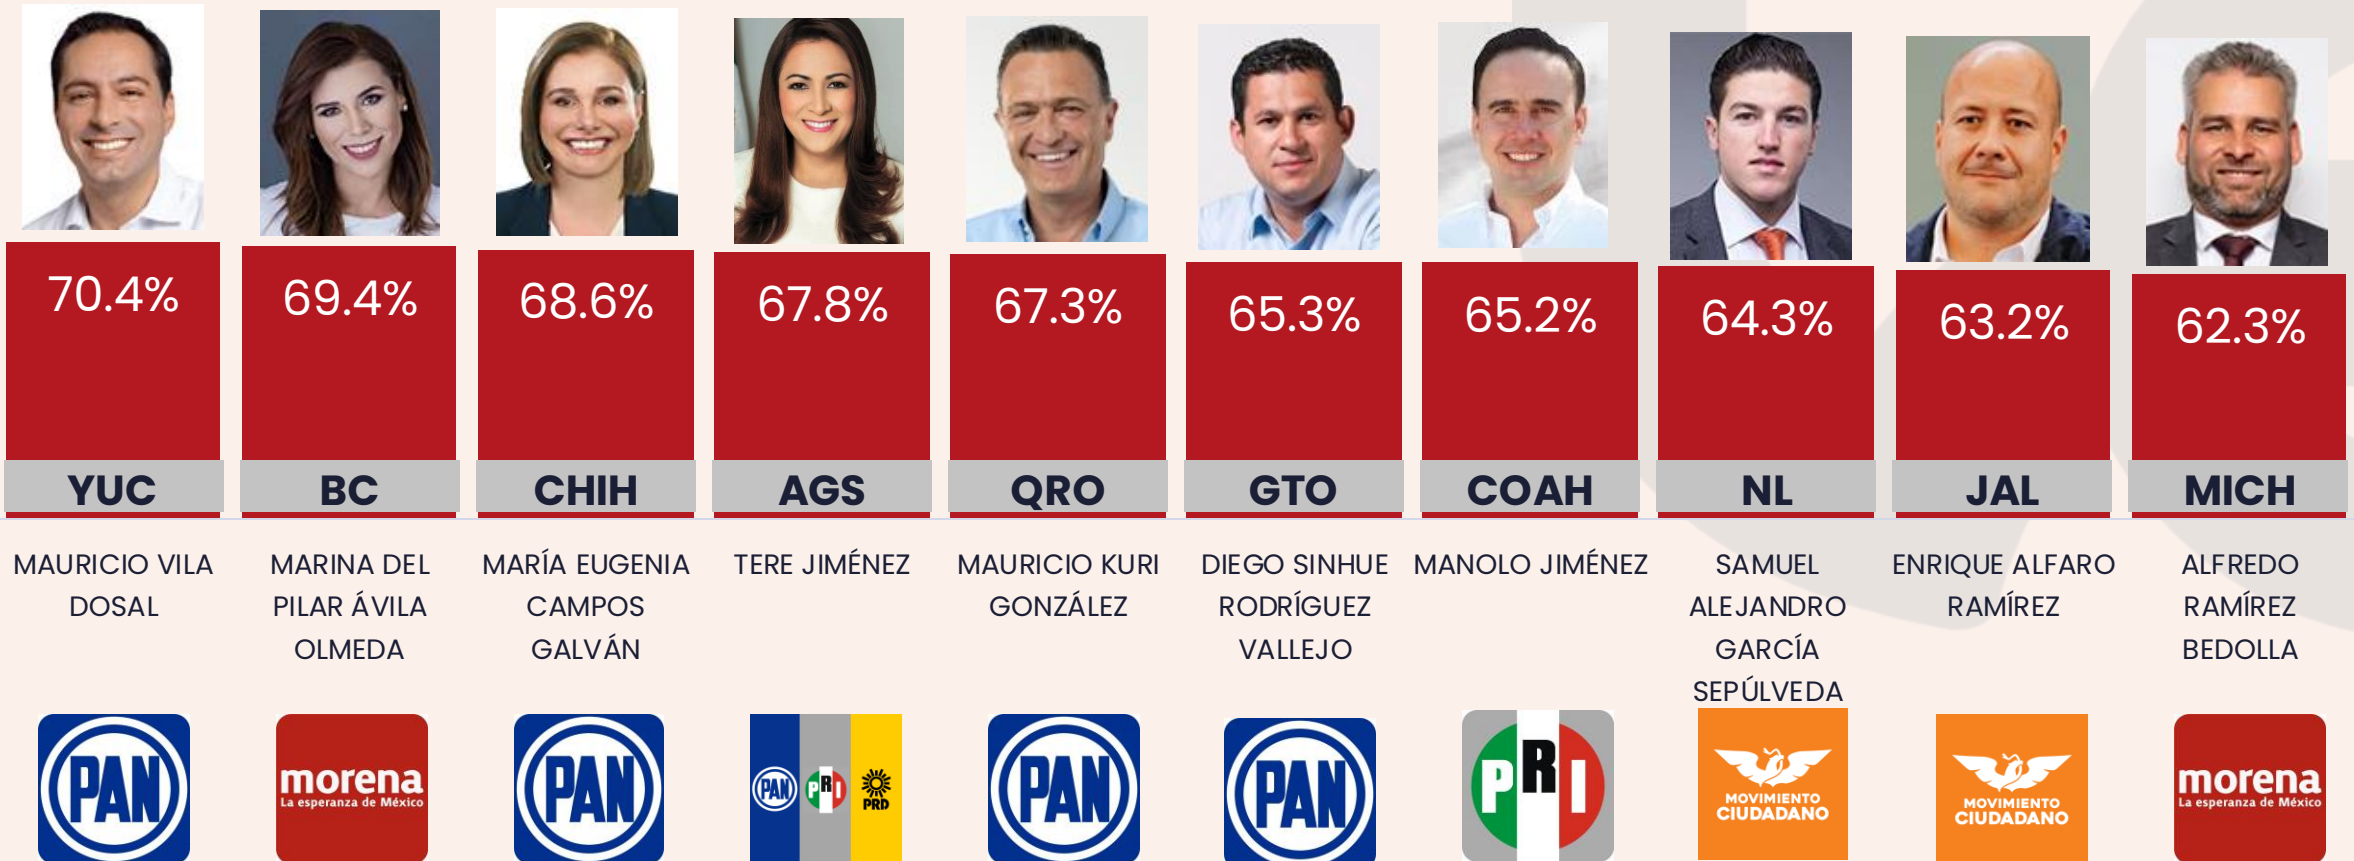 70.4%
69.4%
68.6%
67.8%
67.3%
65.3%
65.2%
64.3%
63.2%
62.3%
YUC
BC
CHIH
AGS
QRO
GTO
COAH
NL
JAL
MICH
MAURICIO VILA
DOSAL
MARINA DEL
PILAR ÁVILA
OLMEDA
MARÍA EUGENIA
CAMPOS
GALVÁN
TERE JIMÉNEZ
MAURICIO KURI
GONZÁLEZ
DIEGO SINHUE
RODRÍGUEZ
VALLEJO
MANOLO JIMÉNEZ
SAMUEL
ALEJANDRO
GARCÍA
SEPÚLVEDA
ENRIQUE ALFARO
RAMÍREZ
ALFREDO
RAMÍREZ
BEDOLLA
PAN
morena
La esperanza de México
PAN
PAN
PRI
PRD
PAN
PAN
PRI
MOVIMIENTO
CIUDADANO
MOVIMIENTO
CIUDADANO
morena
La esperanza de México